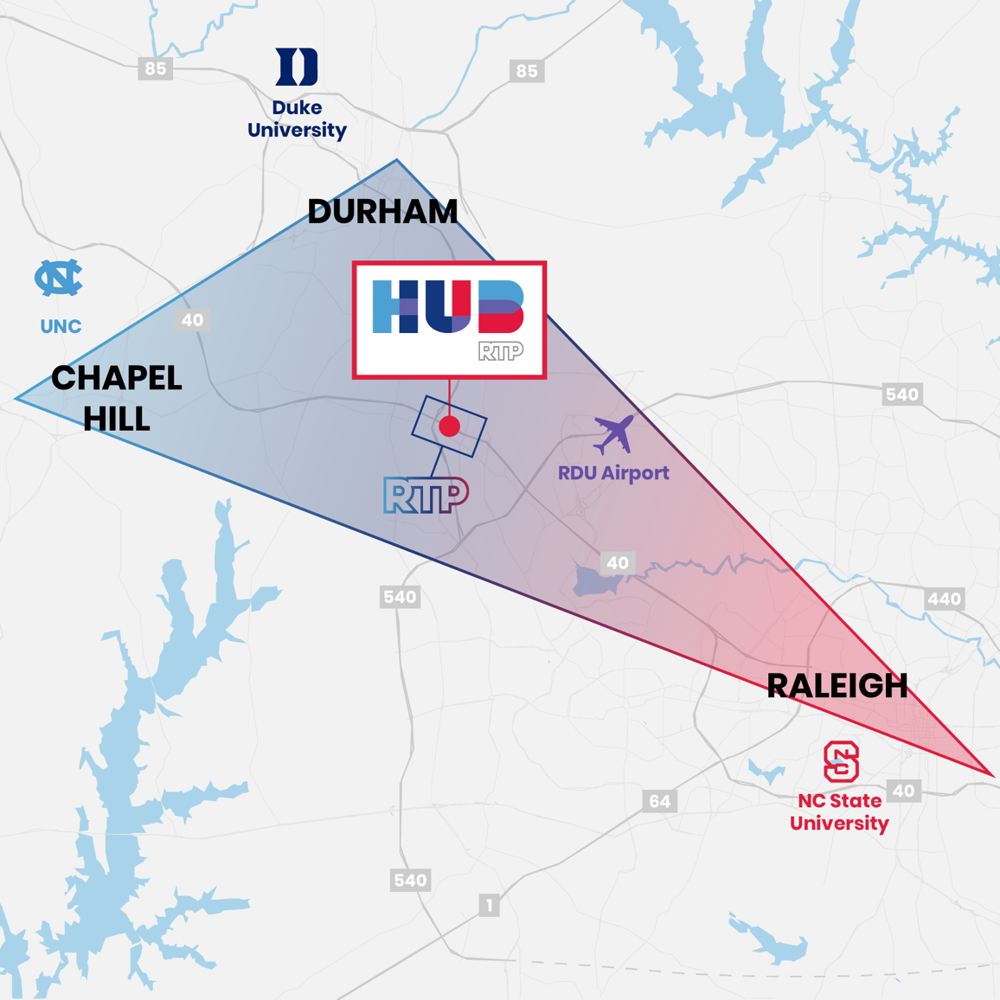 85
85
Duke
University
DURHAM
UNC
HUB
RTP
40
CHAPEL
HILL
540
RDU Airport
RTP
40
540
440
RALEIGH
NC
NC State
University
40
64
540
1